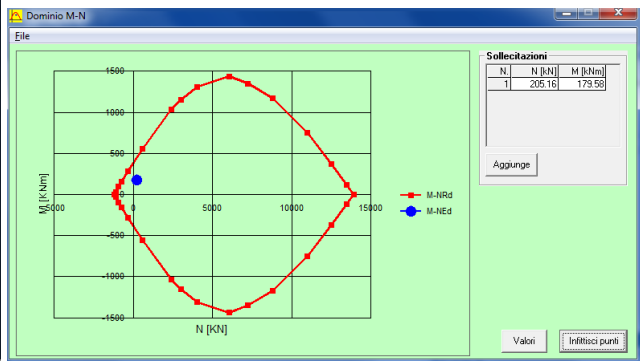 Dominio M-N
File
1500
1000
500
0
-500
-1000
-1500
M [KNm]
-5000 0 5000 10000 15000
N [KN]
M-NRd
M-NEd
Sollecitazioni
N. N [kN] M [kNm]
1 205.16 179.58
Aggiunge
Valori
Infittisci punti